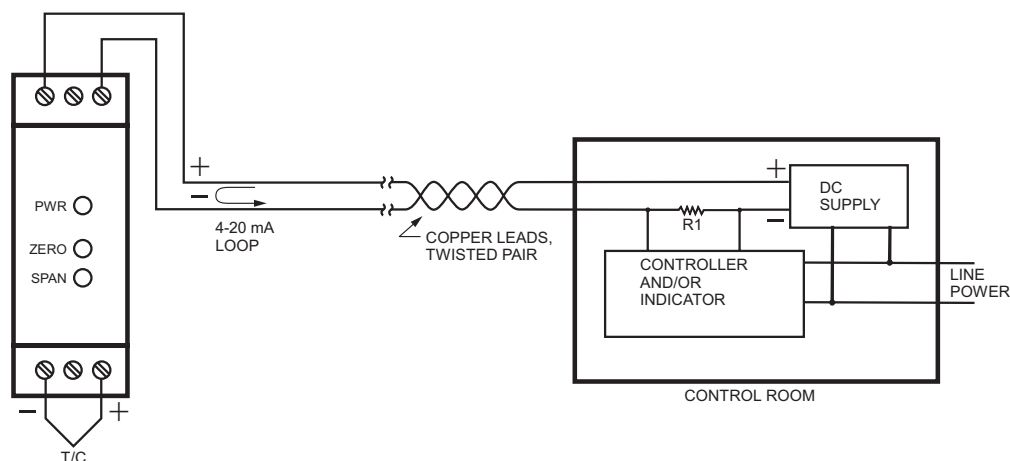 PWR
ZERO
SPAN
−
+
T/C
+
−
4-20 mA
LOOP
COPPER LEADS,
TWISTED PAIR
+
−
R1
DC
SUPPLY
CONTROLLER
AND/OR
INDICATOR
LINE
POWER
CONTROL ROOM